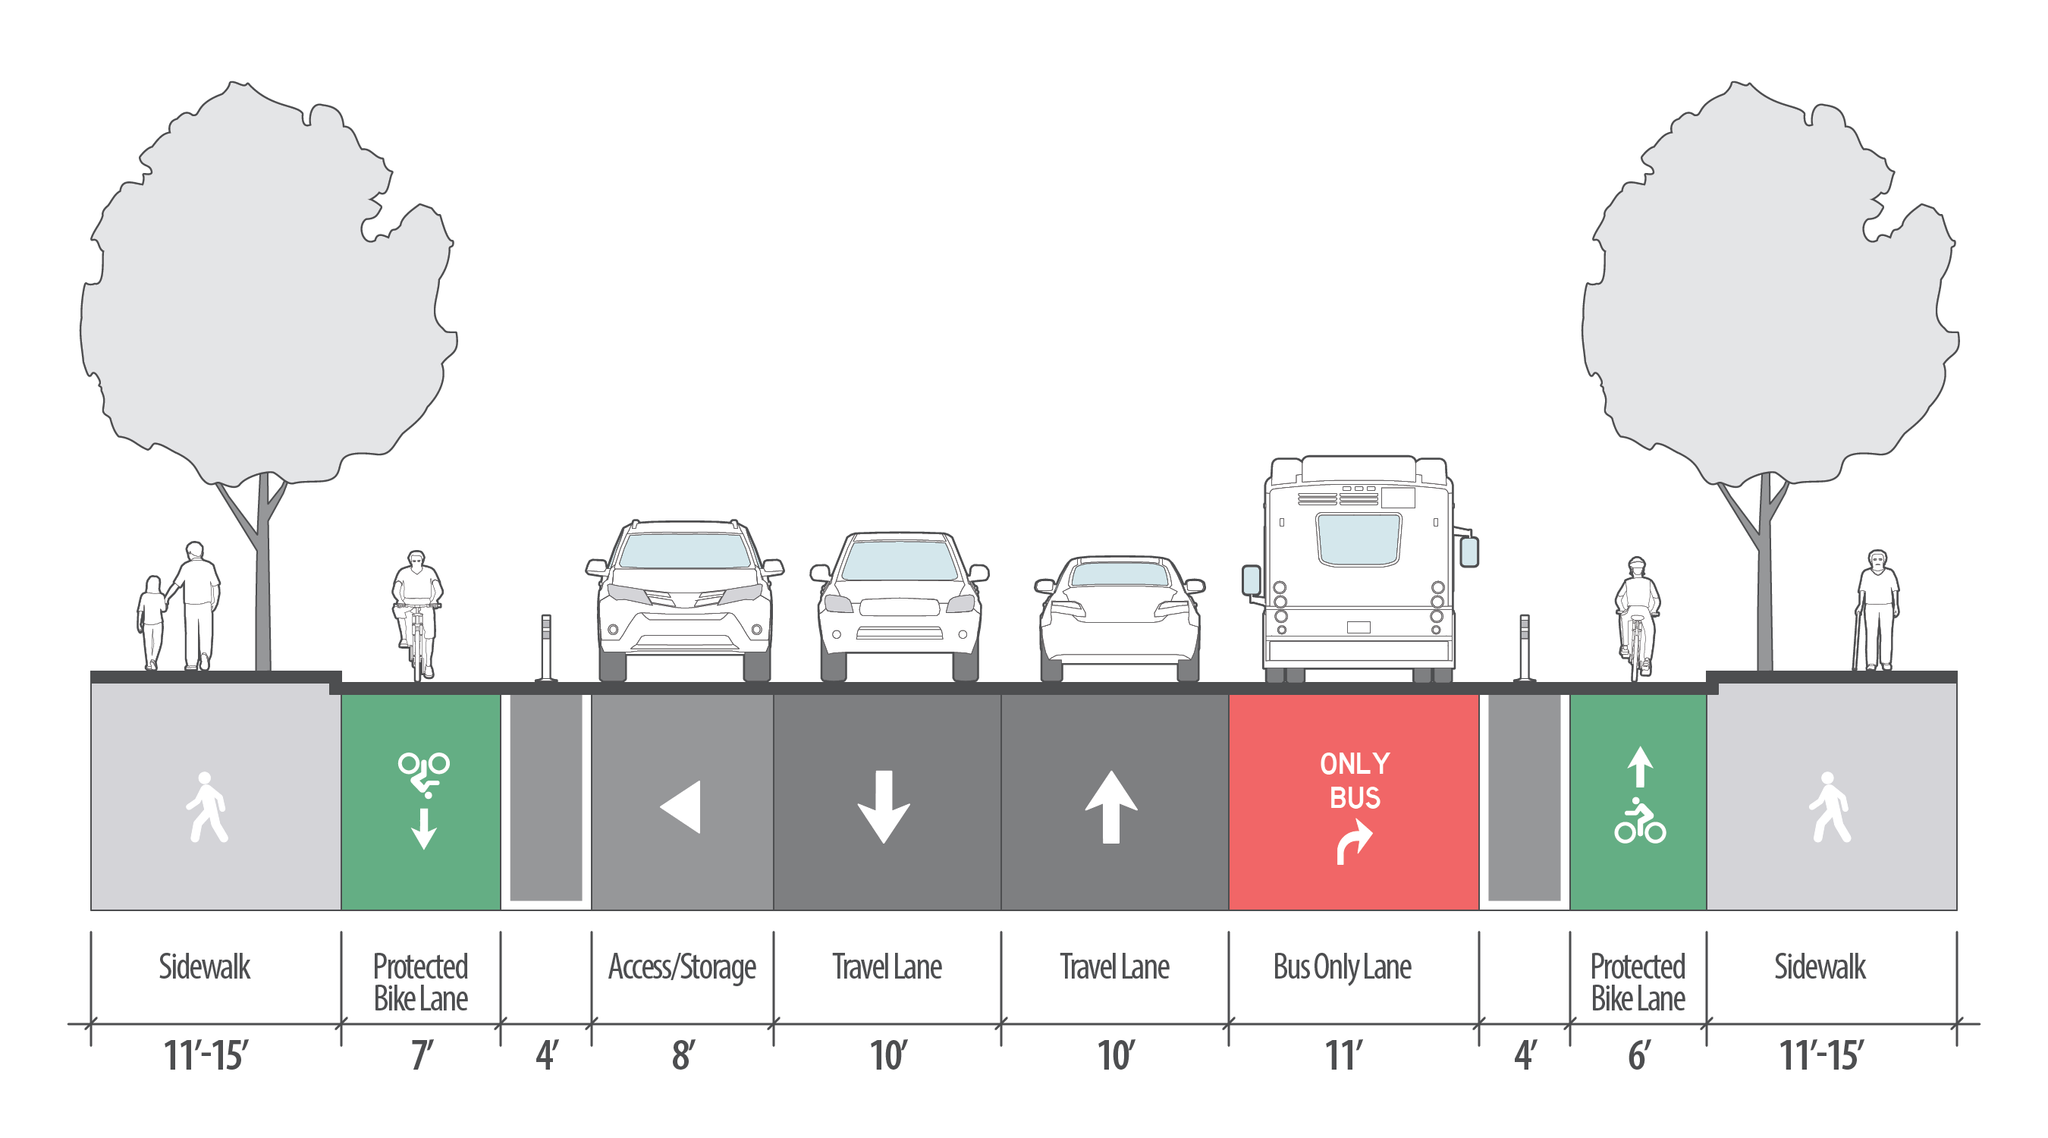 ONLY
BUS
Sidewalk
Protected
Bike Lane
Access/Storage
Travel Lane
Travel Lane
Bus Only Lane
Protected
Bike Lane
Sidewalk
11’-15’
7’
4’
8’
10’
10’
11’
4’
6’
11’-15’